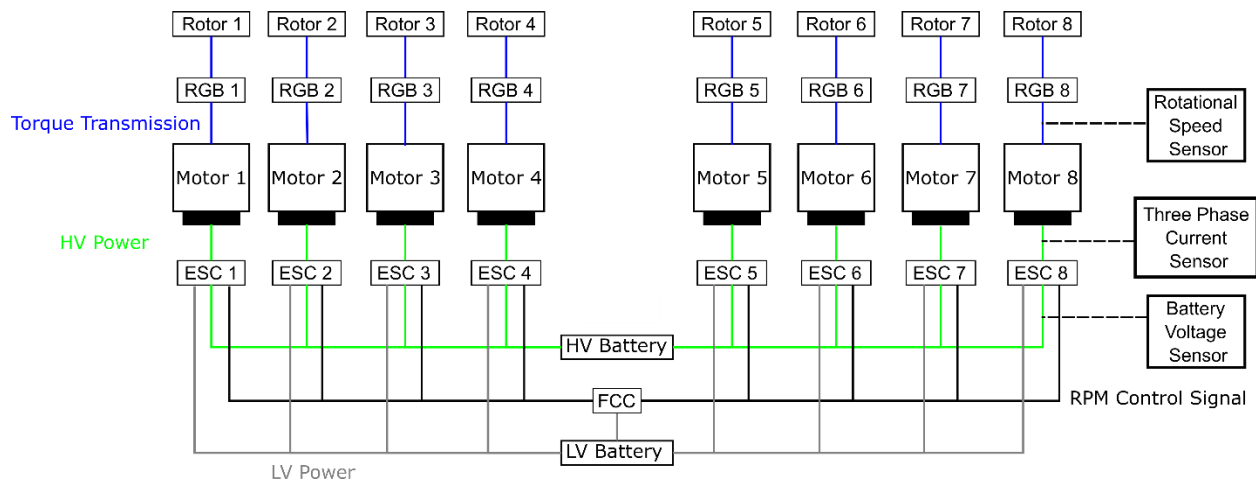 Rotor 1 Rotor 2 Rotor 3 Rotor 4 Rotor 5 Rotor 6 Rotor 7 Rotor 8
RGB 1 RGB 2 RGB 3 RGB 4 RGB 5 RGB 6 RGB 7 RGB 8
Rotational
Speed
Sensor
Torque Transmission
Motor 1 Motor 2 Motor 3 Motor 4 Motor 5 Motor 6 Motor 7 Motor 8
Three Phase
Current
Sensor
HV Power
ESC 1 ESC 2 ESC 3 ESC 4 ESC 5 ESC 6 ESC 7 ESC 8
Battery
Voltage
Sensor
HV Battery
FCC
RPM Control Signal
LV Battery
LV Power